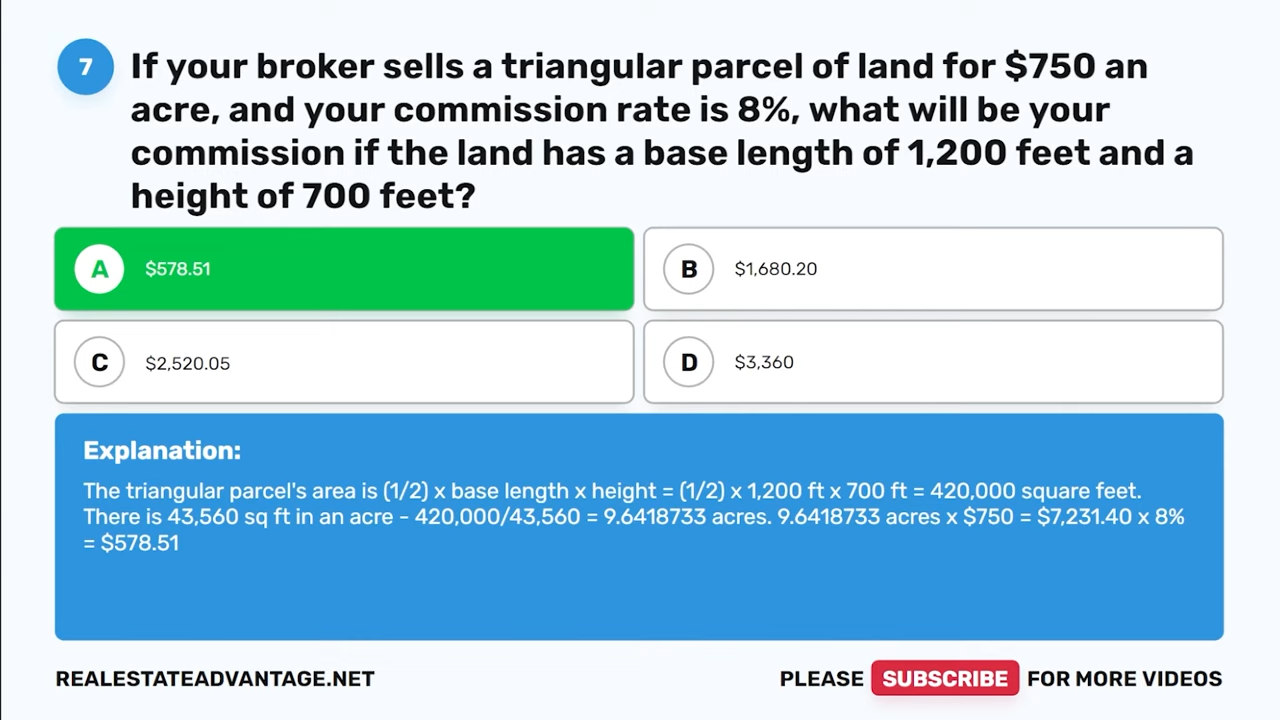 7
If your broker sells a triangular parcel of land for $750 an
acre, and your commission rate is 8%, what will be your
commission if the land has a base length of 1,200 feet and a
height of 700 feet?
A $578.51
B $1,680.20
C $2,520.05
D $3,360
Explanation:
The triangular parcel's area is (1/2) x base length x height = (1/2) x 1,200 ft x 700 ft = 420,000 square feet.
There is 43,560 sq ft in an acre - 420,000/43,560 = 9.6418733 acres. 9.6418733 acres x $750 = $7,231.40 x 8%
= $578.51
REALESTATEADVANTAGE.NET
PLEASE SUBSCRIBE FOR MORE VIDEOS